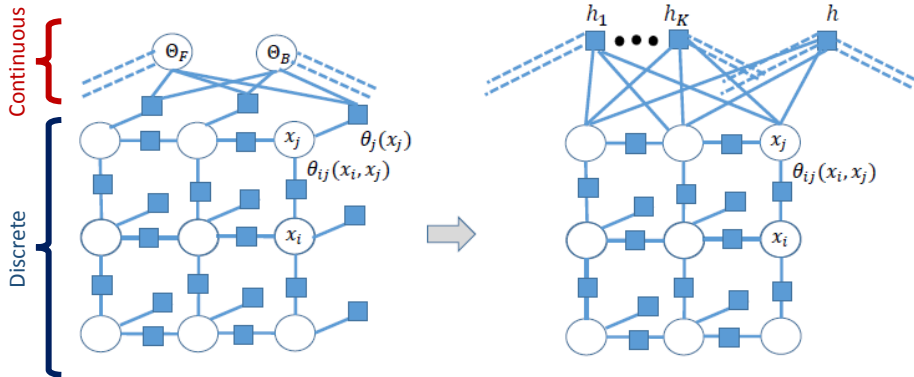 Continuous
Discrete
Θ_F
Θ_B
x_j
θ_j(x_j)
θ_ij(x_i, x_j)
x_i
h_1
h_K
h
x_j
θ_ij(x_i, x_j)
x_i